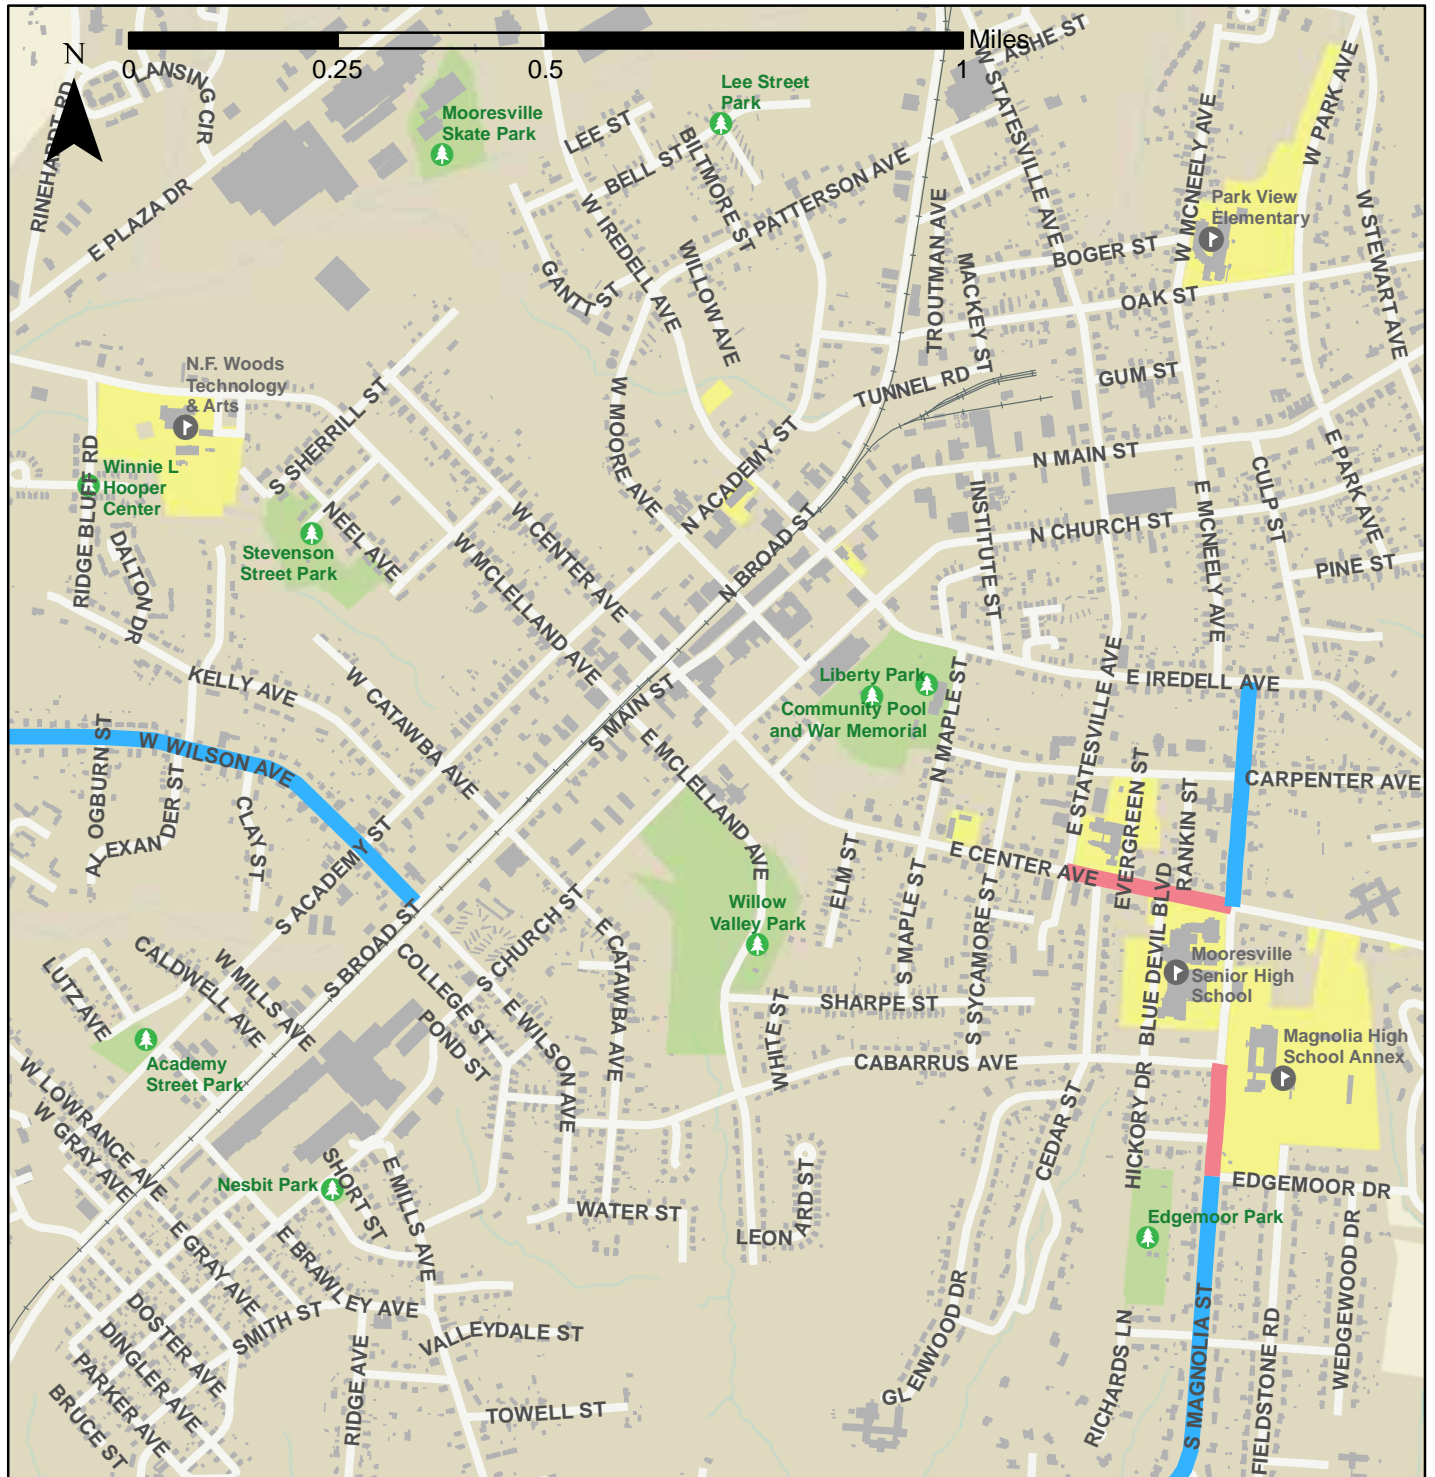 N
0
0.25
0.5
1
Miles
ASHE ST
LANSING CIR
RINEHARDT RD
E PLAZA DR
Mooresville
Skate Park
Lee Street
Park
LEE ST
BELL ST
BILTMORE ST
PATTERSON AVE
W IREDELL AVE
WILLOW AVE
GANTT ST
W STATESVILLE AVE
W MCNEELY AVE
W PARK AVE
Park View
Elementary
W STEWART AVE
BOGER ST
OAK ST
TROUTMAN AVE
MACKEY ST
TUNNEL RD
GUM ST
N.F. Woods
Technology
& Arts
S SHERRILL ST
W MOORE AVE
N ACADEMY ST
N MAIN ST
E PARK AVE
RIDGE BLUFF RD
Winnie L
Hooper
Center
NEEL AVE
W CENTER AVE
N BROAD ST
INSTITUTE ST
N CHURCH ST
E MCNEELY AVE
CULP ST
PINE ST
DALTON DR
Stevenson
Street Park
W MCLELLAND AVE
KELLY AVE
W CATAWBA AVE
S MAIN ST
Liberty Park
Community Pool
and War Memorial
N MAPLE ST
E STATESVILLE AVE
E IREDELL AVE
OGBURN ST
W WILSON AVE
E MCLELLAND AVE
CARPENTER AVE
ALEXANDER ST
CLAY ST
S ACADEMY ST
ELM ST
E CENTER AVE
EVERGREEN ST
RANKIN ST
Willow
Valley Park
S MAPLE ST
S SYCAMORE ST
BLUE DEVIL BLVD
Mooresville
Senior High
School
LUTZ AVE
CALDWELL AVE
W MILLS AVE
S BROAD ST
COLLEGE ST
S CHURCH ST
E WILSON AVE
E CATAWBA AVE
SHARPE ST
WHITE ST
CABARRUS AVE
Magnolia High
School Annex
Academy
Street Park
POND ST
W LOWRANCE AVE
W GRAY AVE
CEDAR ST
HICKORY DR
Nesbit Park
SHORT ST
E MILLS AVE
WATER ST
LEONARD ST
EDGEMOOR DR
Edgemoor Park
E GRAY AVE
E BRAWLEY AVE
SMITH ST
DOSTER AVE
DINGLER AVE
PARKER AVE
BRUCE ST
RIDGE AVE
VALLEYDALE ST
TOWELL ST
GLENWOOD DR
RICHARDS LN
S MAGNOLIA ST
FIELDSTONE RD
WEDGEWOOD DR